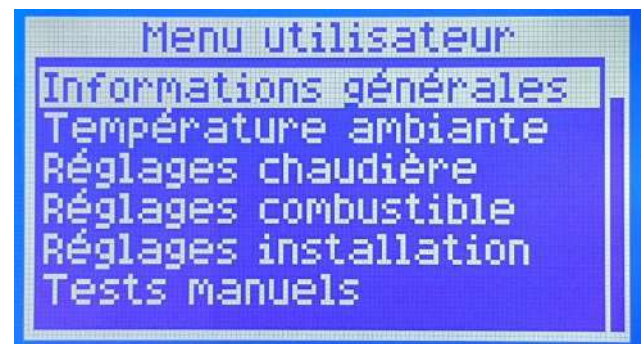 Menu utilisateur
Informations générales
Température ambiante
Réglages chaudière
Réglages combustible
Réglages installation
Tests manuels